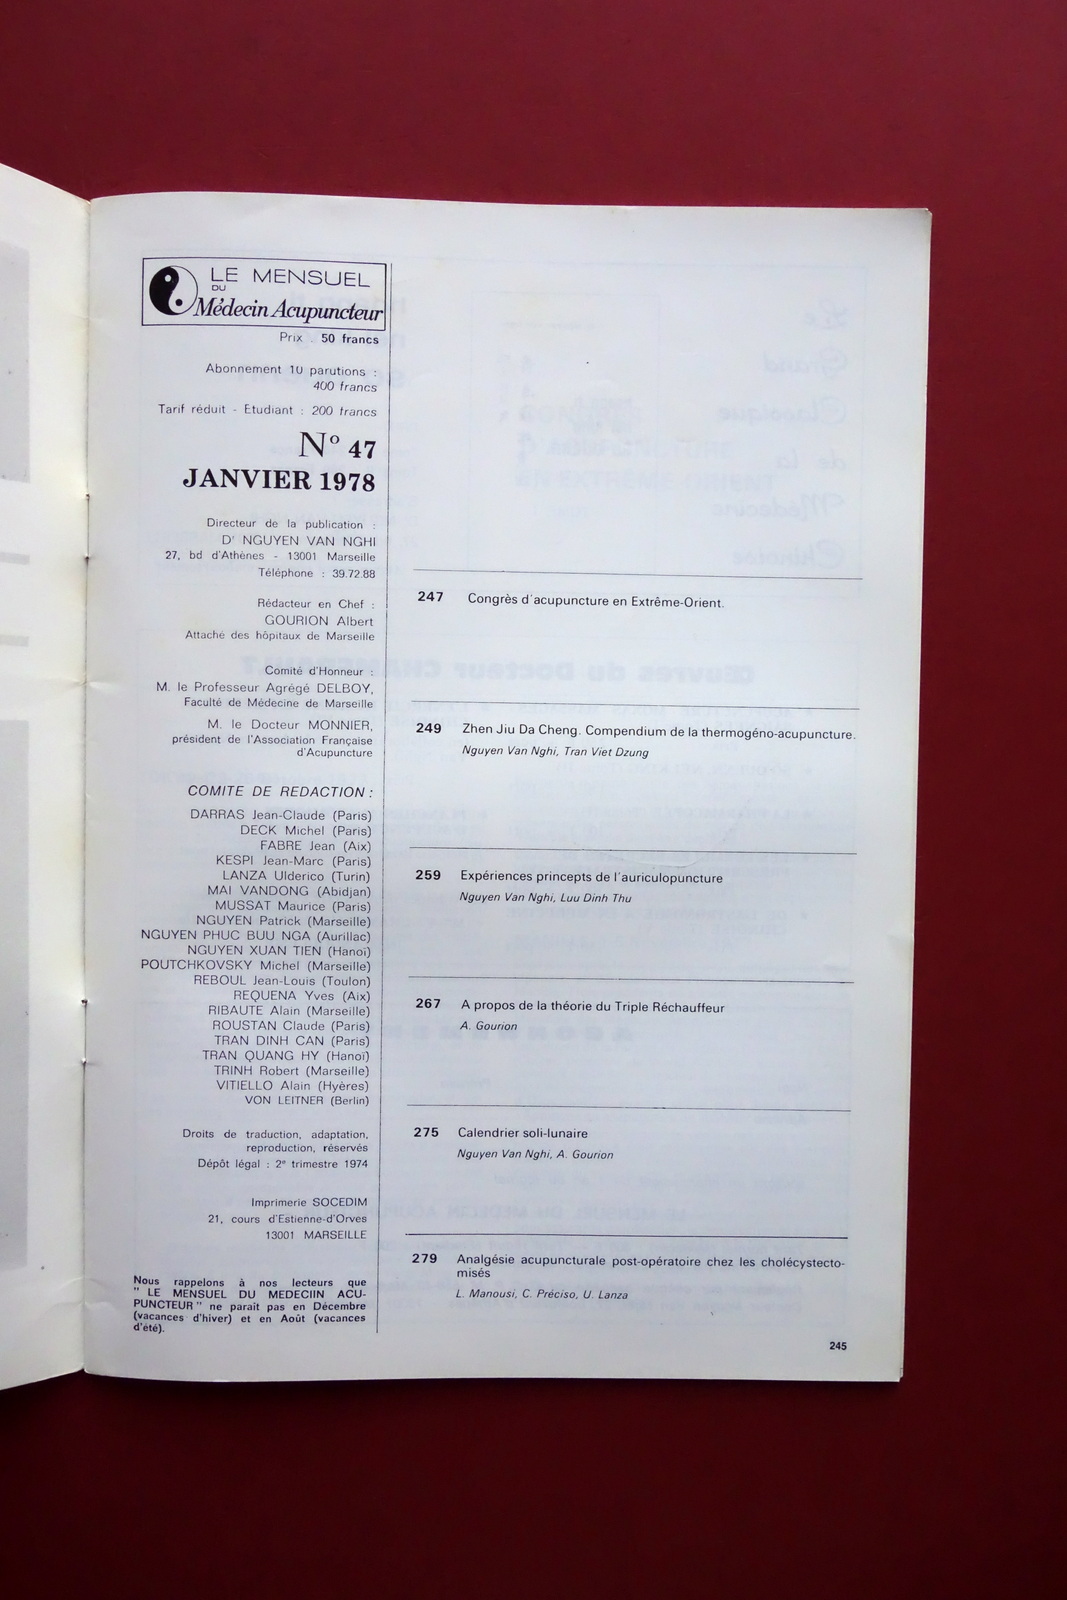 LE MENSUEL
DU
Médecin Acupuncteur
Prix : 50 francs
Abonnement 10 parutions :
400 francs
Tarif réduit - Etudiant : 200 francs
N° 47
JANVIER 1978
Directeur de la publication :
Dr NGUYEN VAN NGHI
27, bd d'Athènes - 13001 Marseille
Téléphone : 39.72.88
Rédacteur en Chef :
GOURION Albert
Attaché des hôpitaux de Marseille
Comité d'Honneur :
M. le Professeur Agrégé DELBOY,
Faculté de Médecine de Marseille
M. le Docteur MONNIER,
président de l'Association Française
d'Acupuncture
COMITE DE REDACTION :
DARRAS Jean-Claude (Paris)
DECK Michel (Paris)
FABRE Jean (Aix)
KESPI Jean-Marc (Paris)
LANZA Ulderico (Turin)
MAI VANDONG (Abidjan)
MUSSAT Maurice (Paris)
NGUYEN Patrick (Marseille)
NGUYEN PHUC BUU NGA (Aurillac)
NGUYEN XUAN TIEN (Hanoï)
POUTCHKOVSKY Michel (Marseille)
REBOUL Jean-Louis (Toulon)
REQUENA Yves (Aix)
RIBAUTE Alain (Marseille)
ROUSTAN Claude (Paris)
TRAN DINH CAN (Paris)
TRAN QUANG HY (Hanoï)
TRINH Robert (Marseille)
VITIELLO Alain (Hyères)
VON LEITNER (Berlin)
Droits de traduction, adaptation,
reproduction, réservés
Dépôt légal : 2e trimestre 1974
Imprimerie SOCEDIM
21, cours d'Estienne-d'Orves
13001 MARSEILLE
Nous rappelons à nos lecteurs que
" LE MENSUEL DU MEDECIIN ACU-
PUNCTEUR " ne paraît pas en Décembre
(vacances d'hiver) et en Août (vacances
d'été).
247 Congrès d'acupuncture en Extrême-Orient.
249 Zhen Jiu Da Cheng. Compendium de la thermogéno-acupuncture.
Nguyen Van Nghi, Tran Viet Dzung
259 Expériences princepts de l'auriculopuncture
Nguyen Van Nghi, Luu Dinh Thu
267 A propos de la théorie du Triple Réchauffeur
A. Gourion
275 Calendrier soli-lunaire
Nguyen Van Nghi, A. Gourion
279 Analgésie acupuncturale post-opératoire chez les cholécystecto-
misés
L. Manousi, C. Préciso, U. Lanza
245